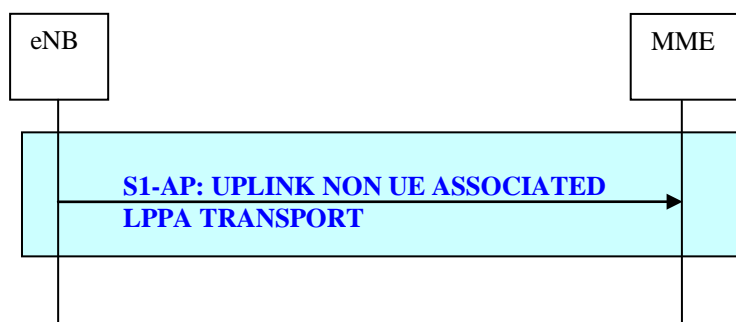 eNB
MME
S1-AP: UPLINK NON UE ASSOCIATED
LPPA TRANSPORT